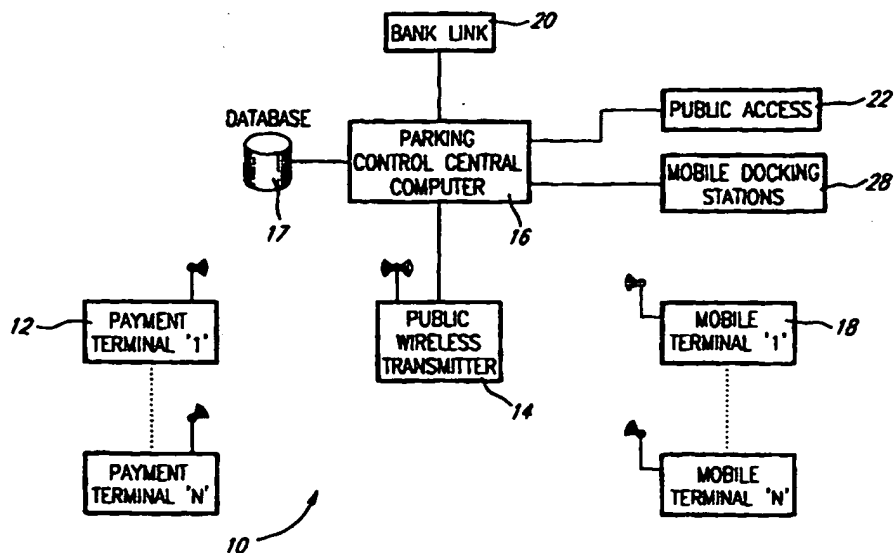 20
BANK LINK
22
PUBLIC ACCESS
DATABASE
PARKING
CONTROL CENTRAL
COMPUTER
MOBILE DOCKING
STATIONS
28
17
16
12
PAYMENT
TERMINAL '1'
PUBLIC
WIRELESS
TRANSMITTER
MOBILE
TERMINAL '1'
18
14
PAYMENT
TERMINAL 'N'
MOBILE
TERMINAL 'N'
10